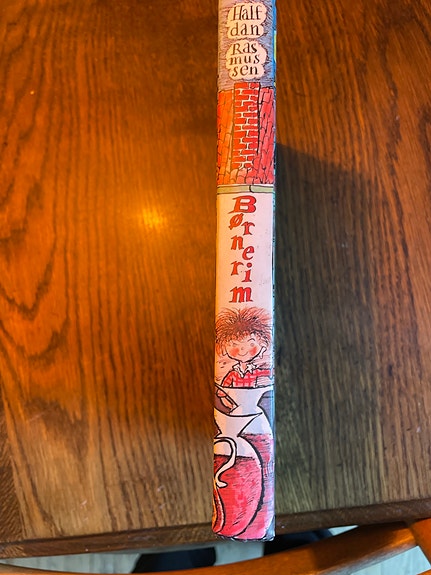 Half
dan
Ras
mus
sen
Børnerim